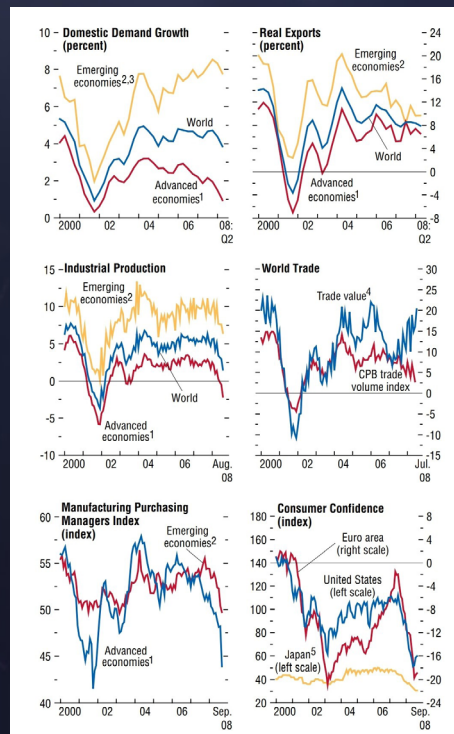 Domestic Demand Growth
(percent)
10
8
6
4
2
0
Emerging
economies2,3
World
Advanced
economies1
2000 02 04 06 08:
Q2
Real Exports
(percent)
24
20
16
12
8
4
0
-4
-8
Emerging
economies2
World
Advanced
economies1
2000 02 04 06 08:
Q2
Industrial Production
15
10
5
0
-5
-10
Emerging
economies2
World
Advanced
economies1
2000 02 04 06 Aug.
08
World Trade
30
25
20
15
10
5
0
-5
-10
-15
Trade value4
CPB trade
volume index
2000 02 04 06 Jul.
08
Manufacturing Purchasing
Managers Index
(index)
60
55
50
45
40
Emerging
economies2
Advanced
economies1
2000 02 04 06 Sep.
08
Consumer Confidence
(index)
180
160
140
120
100
80
60
40
20
8
4
0
-4
-8
-12
-16
-20
-24
Euro area
(right scale)
United States
(left scale)
Japan5
(left scale)
2000 02 04 06 Sep.
08